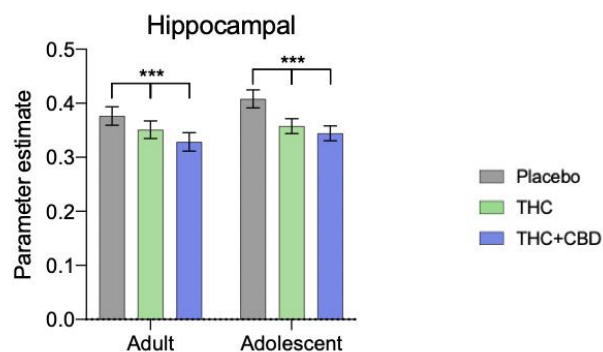 Hippocampal
Parameter estimate
0.5
0.4
0.3
0.2
0.1
0.0
***
***
Adult
Adolescent
Placebo
THC
THC+CBD